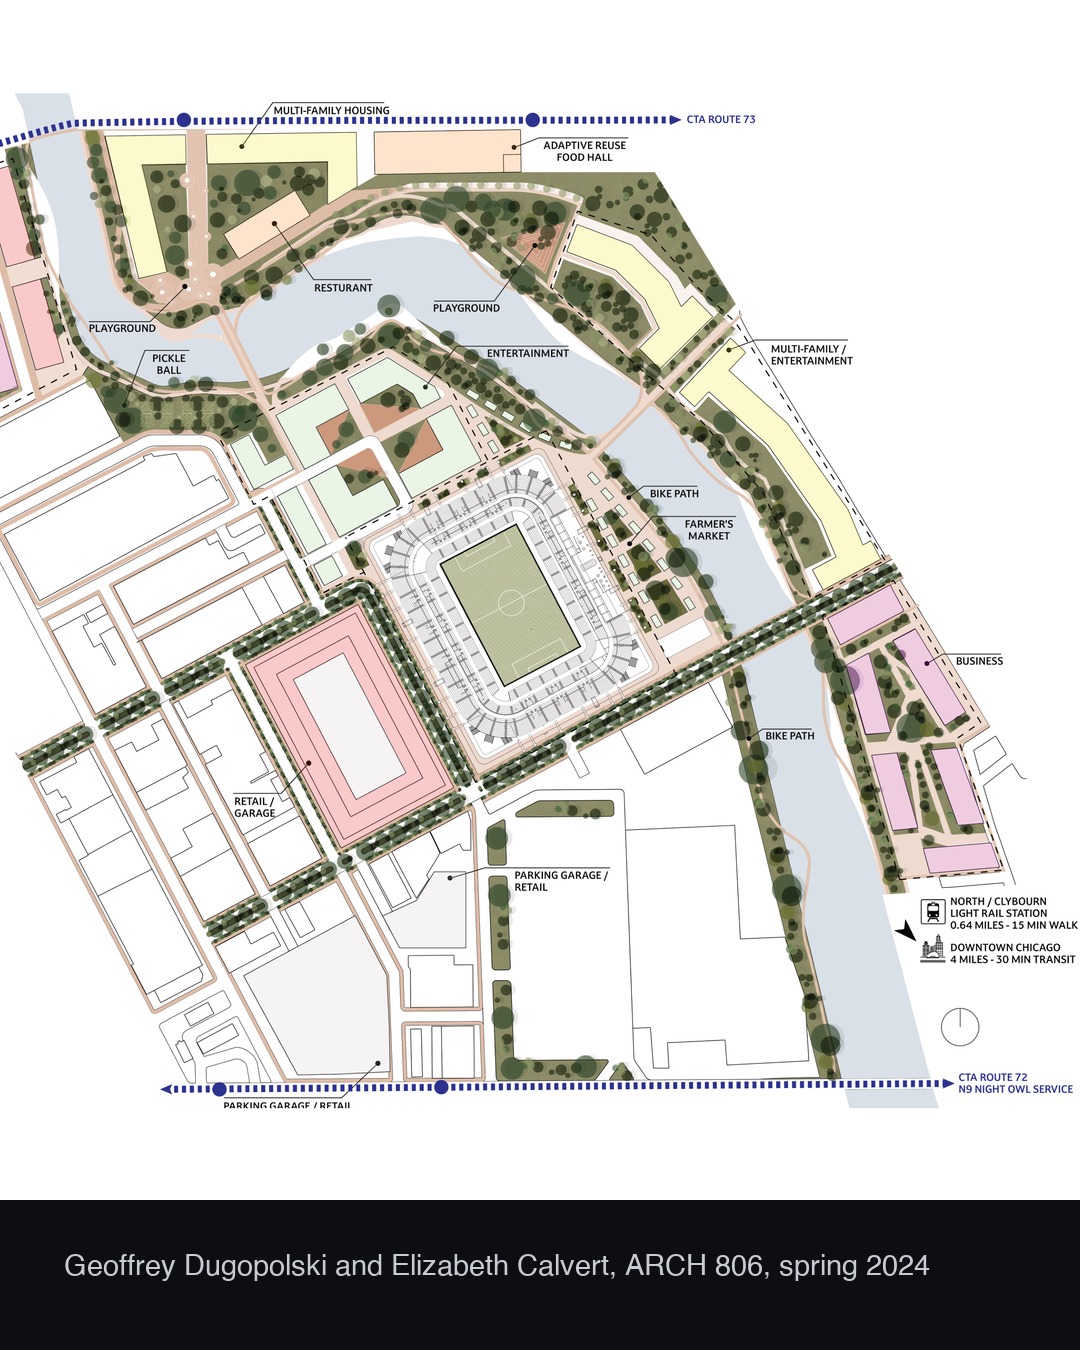 MULTI-FAMILY HOUSING
CTA ROUTE 73
ADAPTIVE REUSE
FOOD HALL
RESTURANT
PLAYGROUND
PLAYGROUND
PICKLE
BALL
ENTERTAINMENT
MULTI-FAMILY /
ENTERTAINMENT
BIKE PATH
FARMER'S
MARKET
BUSINESS
BIKE PATH
RETAIL /
GARAGE
PARKING GARAGE /
RETAIL
NORTH / CLYBOURN
LIGHT RAIL STATION
0.64 MILES - 15 MIN WALK
DOWNTOWN CHICAGO
4 MILES - 30 MIN TRANSIT
CTA ROUTE 72
N9 NIGHT OWL SERVICE
PARKING GARAGE / RETAIL
Geoffrey Dugopolski and Elizabeth Calvert, ARCH 806, spring 2024